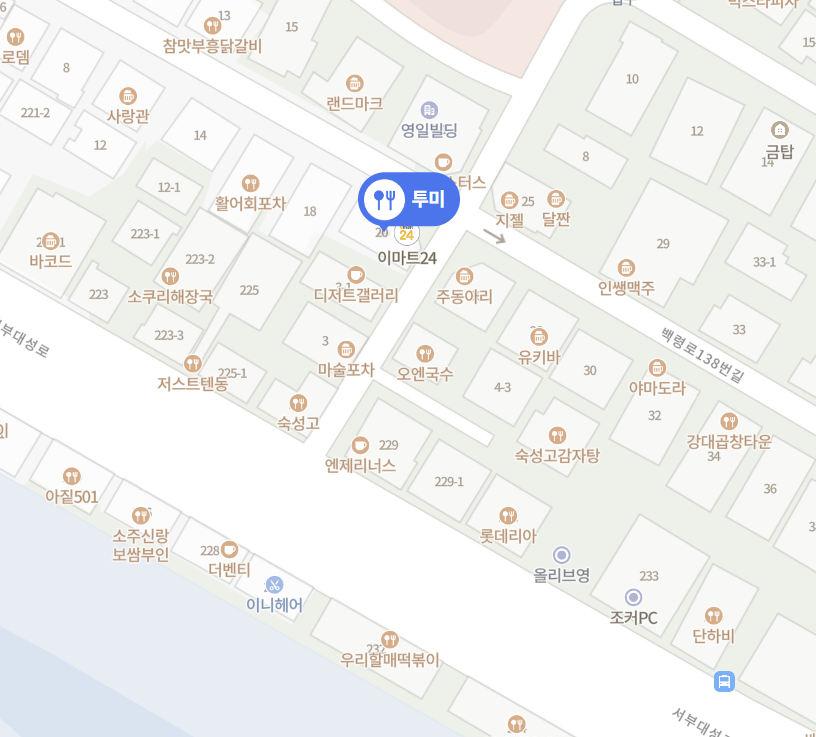 13
15
참맛부흥닭갈비
로뎀
8
10
랜드마크
221-2
사랑관
영일빌딩
12
14
12
8
금탑
14
12-1
활어회포차
18
투미
지젤
25
달짠
20
24
이마트24
223-1
바코드
223-2
29
33-1
인쌩맥주
223
소쿠리해장국
225
디저트갤러리
주동야리
33
223-3
3
유키바
백령로138번길
저스트텐동
225-1
마술포차
오엔국수
30
야마도라
4-3
숙성고
32
강대곱창타운
엔제리너스
229
숙성고감자탕
34
229-1
36
아짙501
롯데리아
소주신랑
보쌈부인
228
더벤티
올리브영
233
이니헤어
조커PC
단하비
우리할매떡볶이